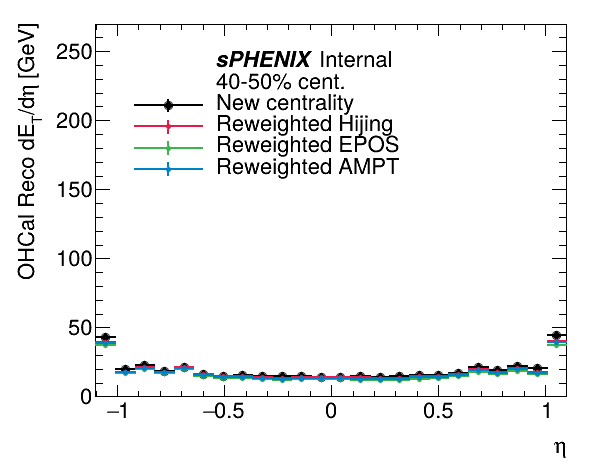 OHCal Reco dE_T/dη [GeV]
250
200
150
100
50
0
sPHENIX Internal
40-50% cent.
New centrality
Reweighted Hijing
Reweighted EPOS
Reweighted AMPT
−1 −0.5 0 0.5 1
η